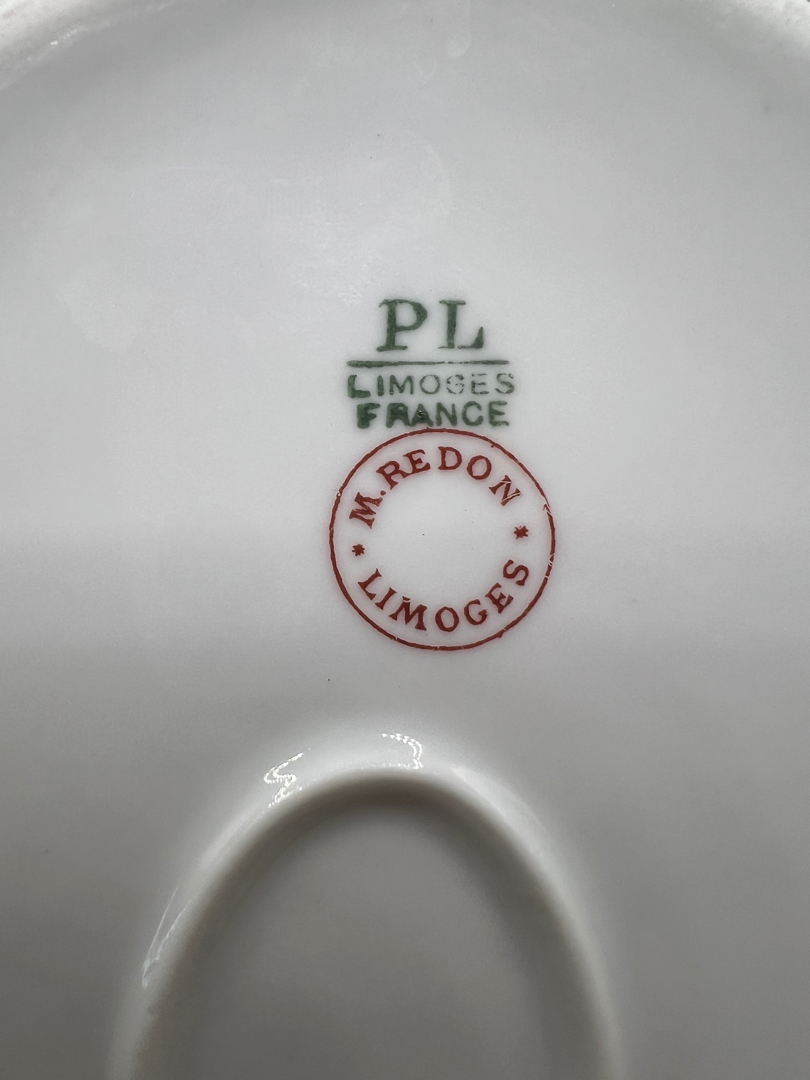 PL
LIMOGES
FRANCE
M. REDON
* LIMOGES *